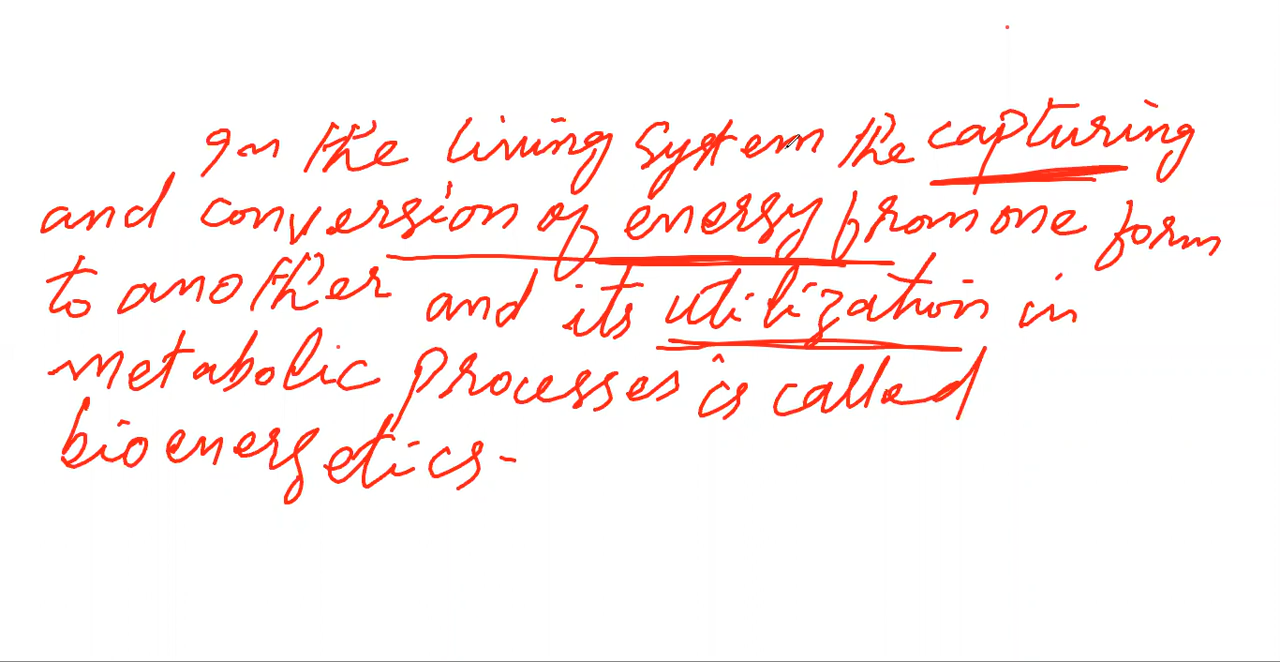 In the living system the capturing
and conversion of energy from one form
to another and its utilization in
metabolic processes is called
bioenergetics-